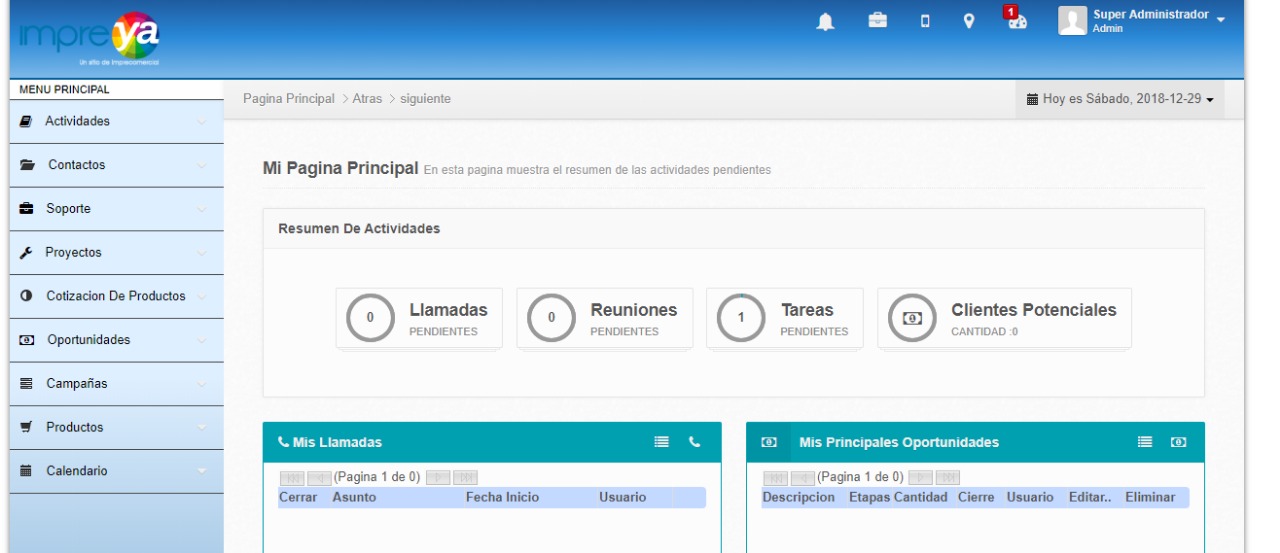 impreya
Un sitio de Imprecomercial
1
Super Administrador
Admin
MENU PRINCIPAL
Pagina Principal > Atras > siguiente
Hoy es Sábado, 2018-12-29
Actividades
Contactos
Soporte
Proyectos
Cotizacion De Productos
Oportunidades
Campañas
Productos
Calendario
Mi Pagina Principal En esta pagina muestra el resumen de las actividades pendientes
Resumen De Actividades
0 Llamadas
PENDIENTES
0 Reuniones
PENDIENTES
1 Tareas
PENDIENTES
Clientes Potenciales
CANTIDAD :0
Mis Llamadas
(Pagina 1 de 0)
Cerrar Asunto Fecha Inicio Usuario
Mis Principales Oportunidades
(Pagina 1 de 0)
Descripcion Etapas Cantidad Cierre Usuario Editar.. Eliminar